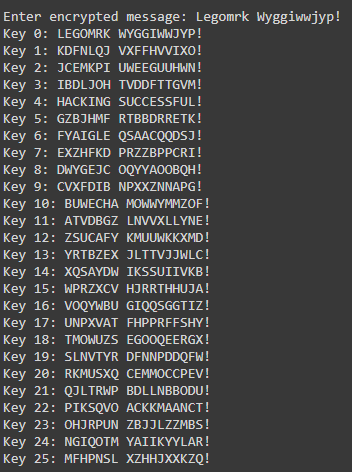 Enter encrypted message: Legomrk Wyggiwwjyp!
Key 0: LEGOMRK WYGGIWWJYP!
Key 1: KDFNLQJ VXFFHVVIXO!
Key 2: JCEMKPI UWEEGUUHWN!
Key 3: IBDLJOH TVDDFTTGVM!
Key 4: HACKING SUCCESSFUL!
Key 5: GZBJHMF RTBBDRRETK!
Key 6: FYAIGLE QSAACQQDSJ!
Key 7: EXZHFKD PRZZBPPCRI!
Key 8: DWYGEJC OQYYAOOBQH!
Key 9: CVXFDIB NPXXZNNAPG!
Key 10: BUWECHA MOWWYMMZOF!
Key 11: ATVDBGZ LNVVXLLYNE!
Key 12: ZSUCAFY KMUUWKKXMD!
Key 13: YRTBZEX JLTTVJJWLC!
Key 14: XQSAYDW IKSSUIIVKB!
Key 15: WPRZXCV HJRRTHHUJA!
Key 16: VOQYWBU GIQQSGGTIZ!
Key 17: UNPXVAT FHPPRFFSHY!
Key 18: TMOWUZS EGOOQEERGX!
Key 19: SLNVTYR DFNNPDDQFW!
Key 20: RKMUSXQ CEMMOCCPEV!
Key 21: QJLTRWP BDLLNBBODU!
Key 22: PIKSQVO ACKKMAANCT!
Key 23: OHJRPUN ZBJJLZZMBS!
Key 24: NGIQOTM YAIIKYYLAR!
Key 25: MFHPNSL XZHHJXXKZQ!